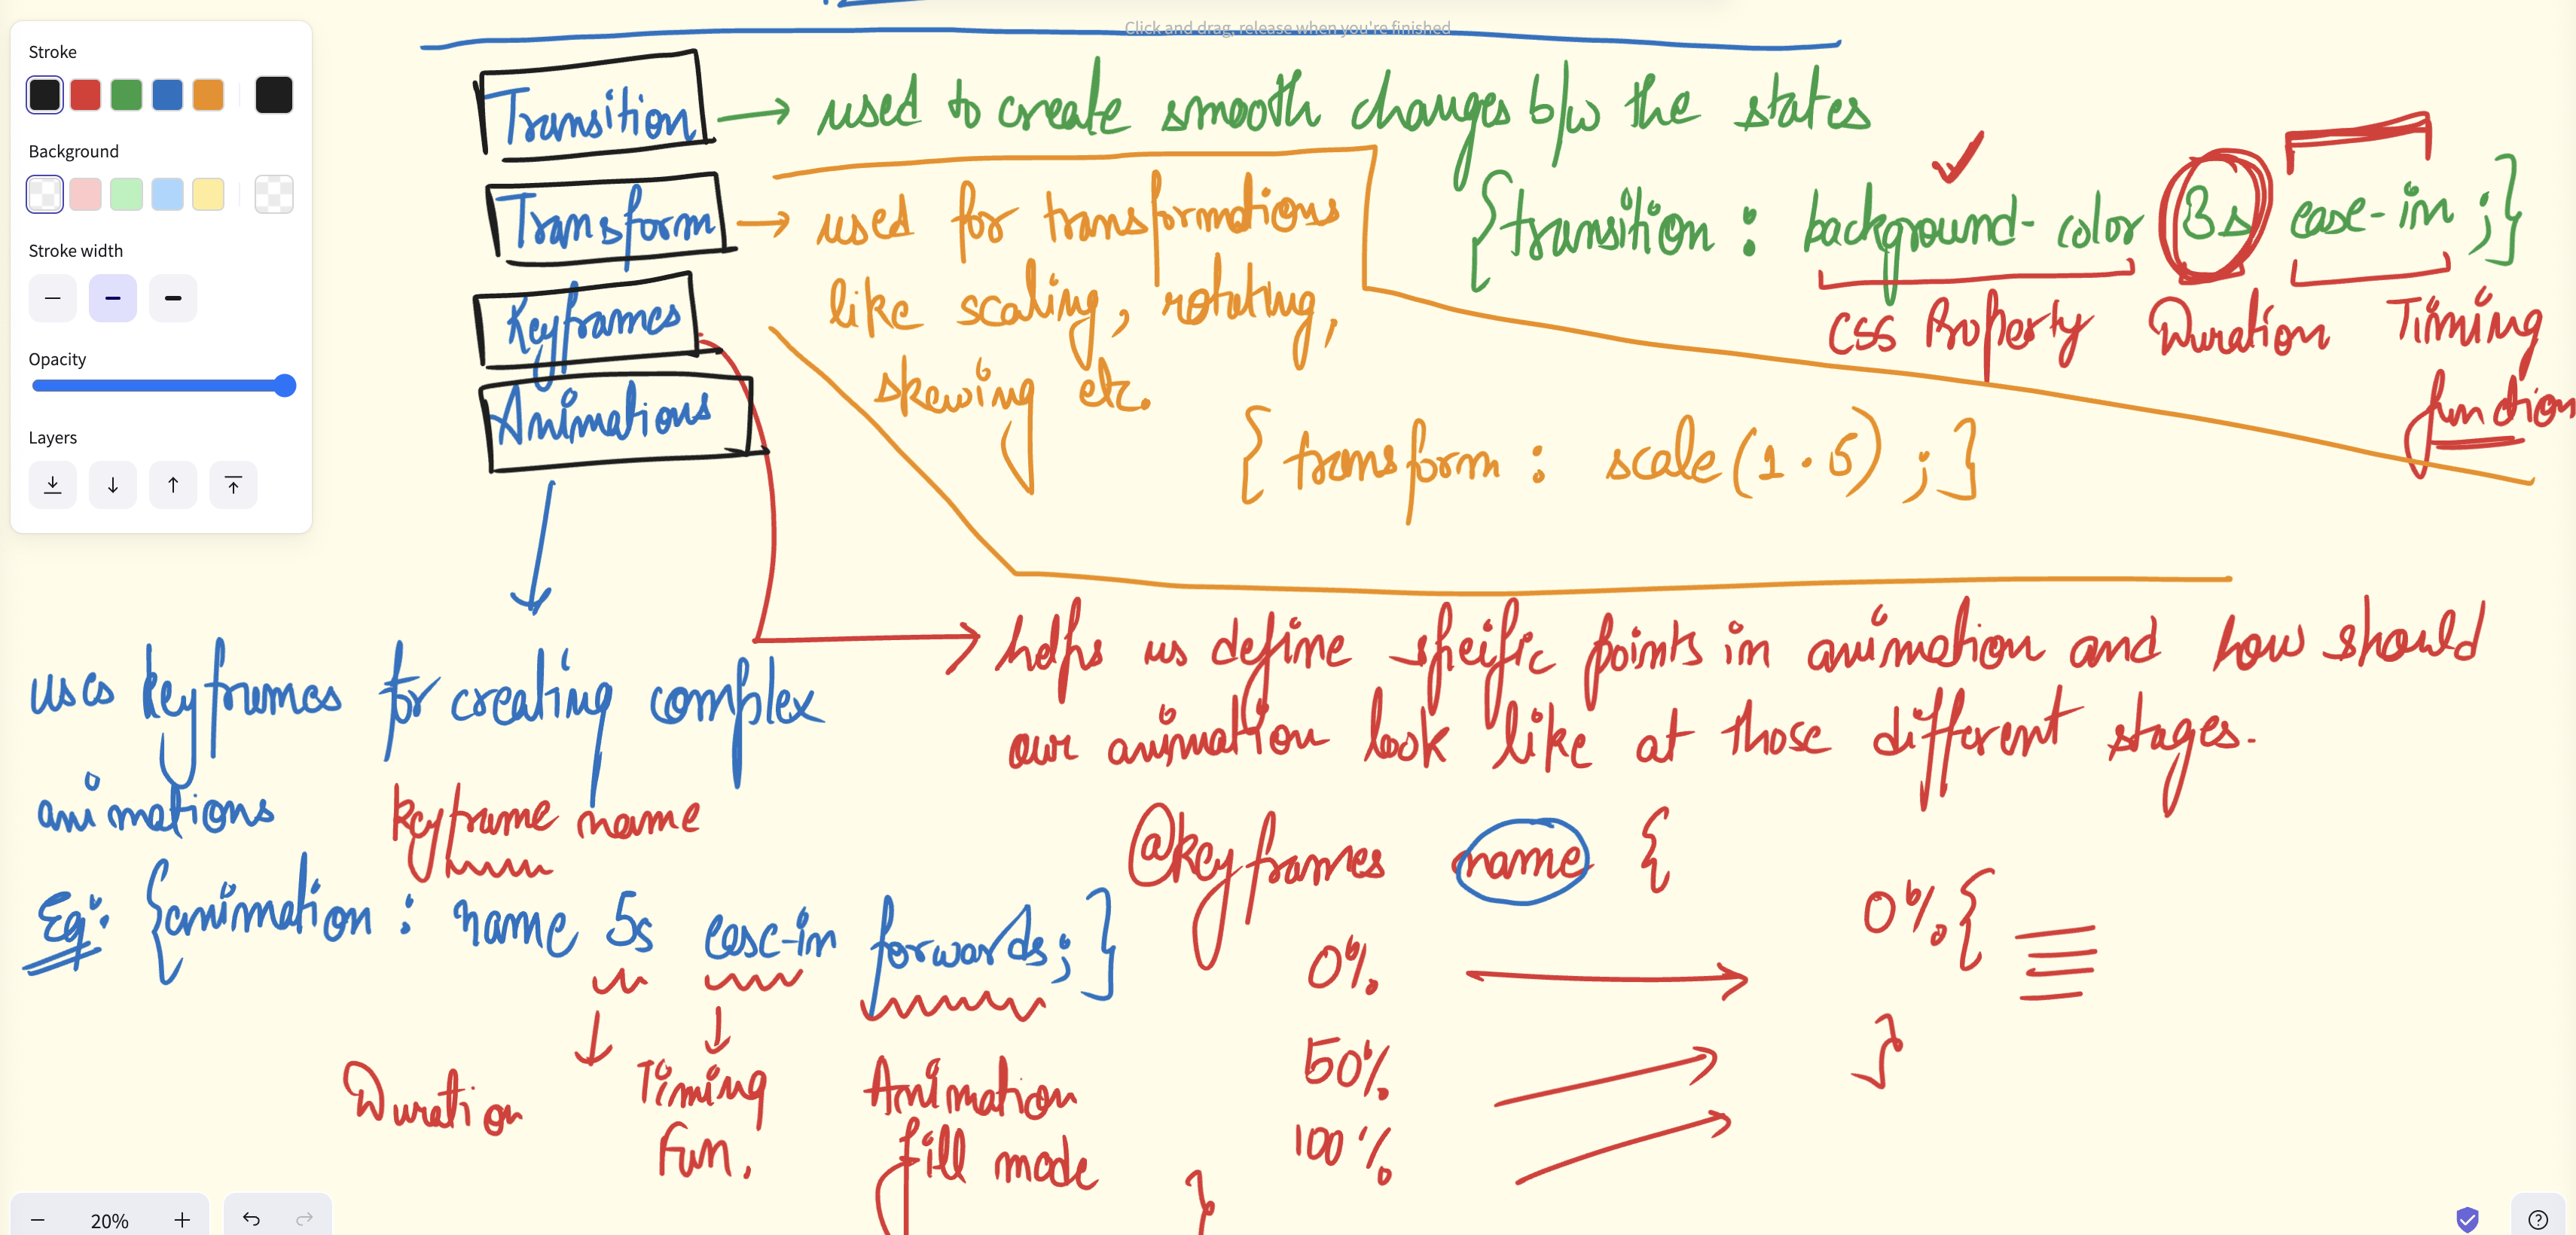 Click and drag, release when you're finished
Stroke
Background
Stroke width
Opacity
Layers
Transition → used to create smooth changes b/w the states
{transition : background-color 3s ease-in ;}
CSS Property Duration Timing
function
Transform → used for transformations
like scaling, rotating,
skewing etc.
{ transform : scale(1.5) ; }
Keyframes
Animations
helps us define speific points in animation and how should
our animation look like at those different stages.
@keyframes name {
0% → 0% {
50% → }
100% →
}
uses keyframes for creating complex
animations
keyframe name
Eg: {animation : name 5s ease-in forwards; }
Duration Timing Animation
Fun. fill mode
20%